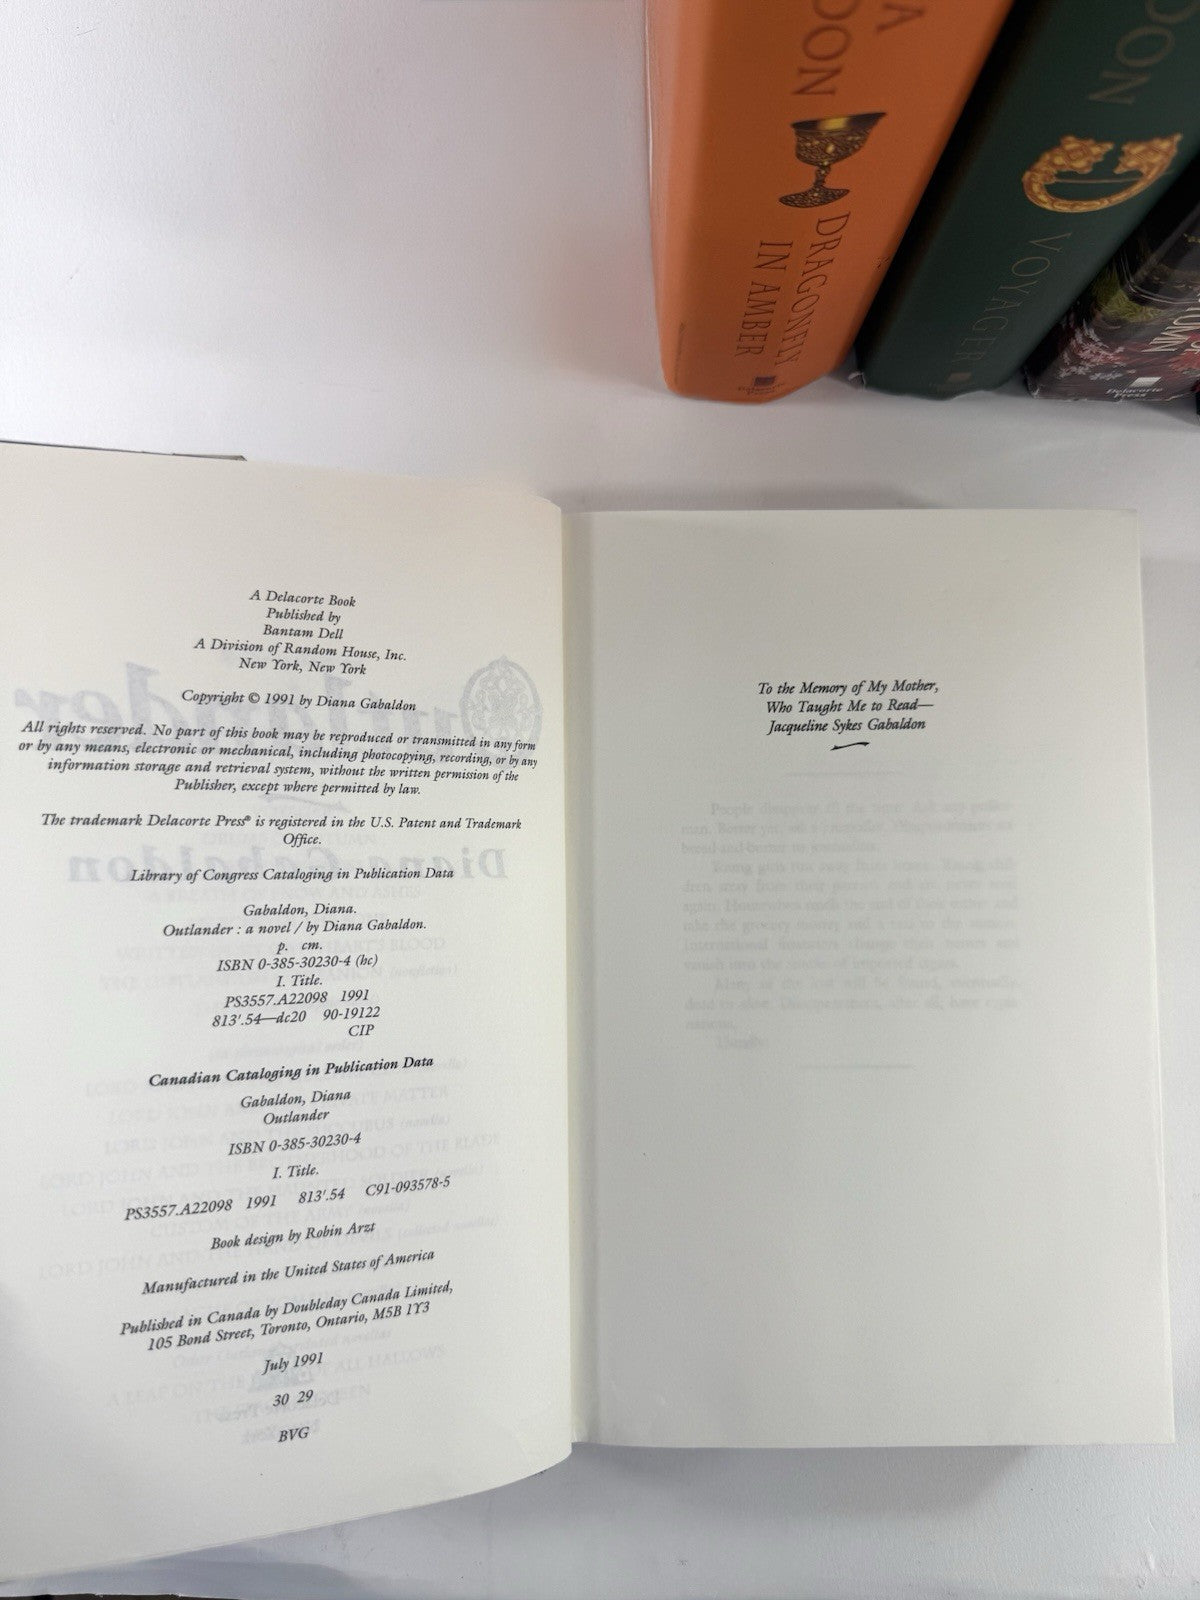 A
DON
DRAGONFLY
IN AMBER
Delacorte
Press
DON
VOYAGER
UMN
Delacorte
Press
A Delacorte Book
Published by
Bantam Dell
A Division of Random House, Inc.
New York, New York
Copyright © 1991 by Diana Gabaldon
All rights reserved. No part of this book may be reproduced or transmitted in any form
or by any means, electronic or mechanical, including photocopying, recording, or by any
information storage and retrieval system, without the written permission of the
Publisher, except where permitted by law.
The trademark Delacorte Press® is registered in the U.S. Patent and Trademark
Office.
Library of Congress Cataloging in Publication Data
Gabaldon, Diana.
Outlander : a novel / by Diana Gabaldon.
p. cm.
ISBN 0-385-30230-4 (hc)
I. Title.
PS3557.A22098 1991
813'.54—dc20 90-19122
CIP
Canadian Cataloging in Publication Data
Gabaldon, Diana
Outlander
ISBN 0-385-30230-4
I. Title.
PS3557.A22098 1991 813'.54 C91-093578-5
Book design by Robin Arzt
Manufactured in the United States of America
Published in Canada by Doubleday Canada Limited,
105 Bond Street, Toronto, Ontario, M5B 1Y3
July 1991
30 29
BVG
To the Memory of My Mother,
Who Taught Me to Read—
Jacqueline Sykes Gabaldon